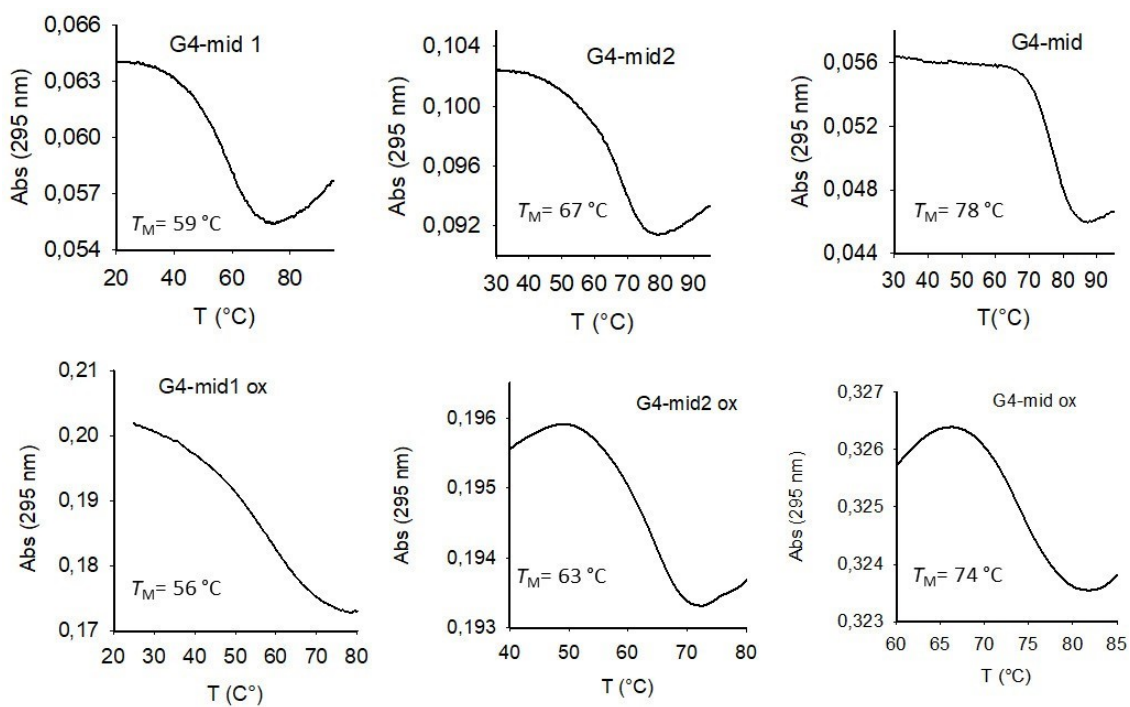 G4-mid 1
0,066
0,063
0,060
0,057
0,054
Abs (295 nm)
TM= 59 °C
20 40 60 80
T (°C)
G4-mid2
0,104
0,100
0,096
0,092
Abs (295 nm)
TM= 67 °C
30 40 50 60 70 80 90
T (°C)
G4-mid
0,056
0,052
0,048
0,044
Abs (295 nm)
TM= 78 °C
30 40 50 60 70 80 90
T(°C)
G4-mid1 ox
0,21
0,20
0,19
0,18
0,17
Abs (295 nm)
TM= 56 °C
20 30 40 50 60 70 80
T (C°)
G4-mid2 ox
0,196
0,195
0,194
0,193
Abs (295 nm)
TM= 63 °C
40 50 60 70 80
T (°C)
G4-mid ox
0,327
0,326
0,325
0,324
0,323
Abs (295 nm)
TM= 74 °C
60 65 70 75 80 85
T (°C)